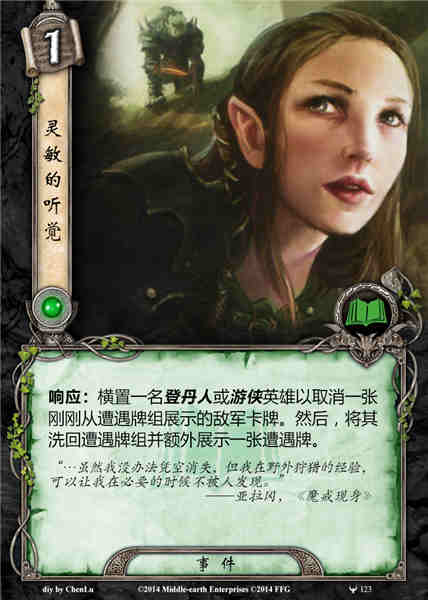 1
灵敏的听觉
响应：横置一名登丹人或游侠英雄以取消一张
刚刚从遭遇牌组展示的敌军卡牌。然后，将其
洗回遭遇牌组并额外展示一张遭遇牌。
“…虽然我没办法凭空消失，但我在野外狩猎的经验，
可以让我在必要的时候不被人发现。”
——亚拉冈，《魔戒现身》
事 件
diy by ChenLu
©2014 Middle-earth Enterprises ©2014 FFG
123